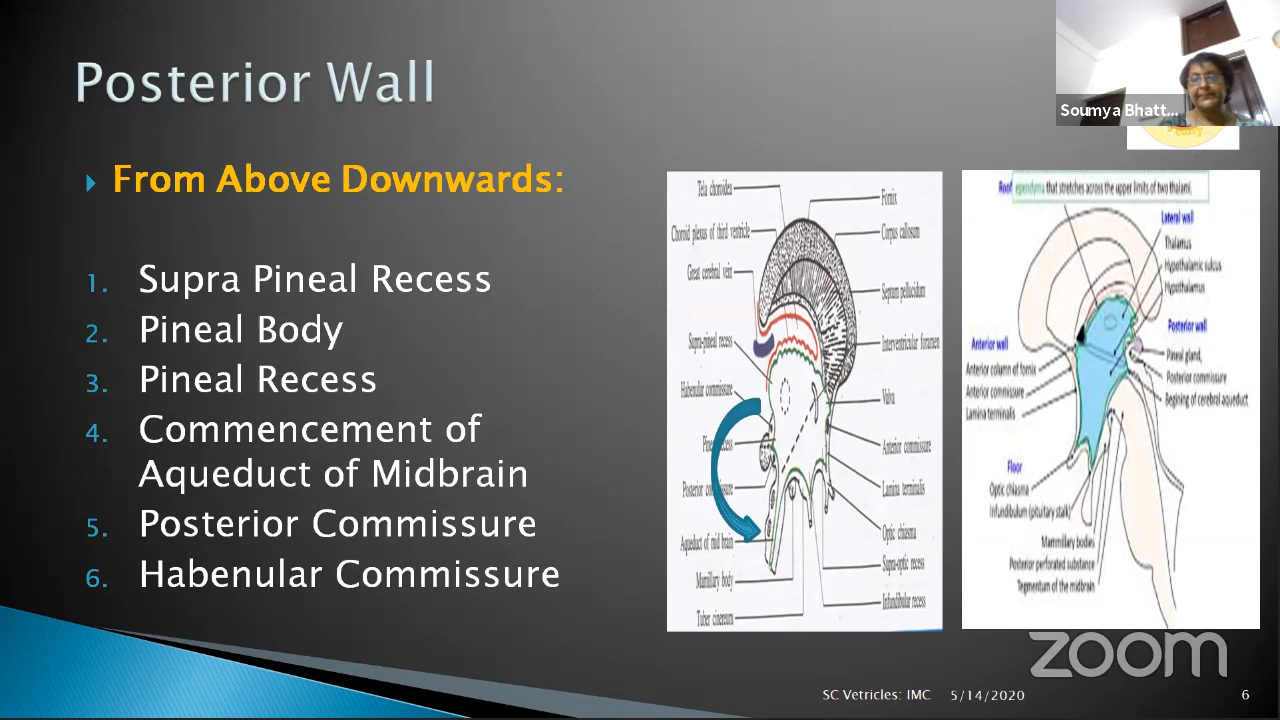 Posterior Wall
From Above Downwards:
1. Supra Pineal Recess
2. Pineal Body
3. Pineal Recess
4. Commencement of
Aqueduct of Midbrain
5. Posterior Commissure
6. Habenular Commissure
Soumya Bhatt...
Tela choroidea
Choroid plexus of third ventricle
Great cerebral vein
Supra-pineal recess
Habenular commissure
Posterior
Aqueduct of mid brain
Mamillary body
Tuber cinereum
Fornix
Corpus callosum
Septum pellucidum
Interventricular foramen
Anterior commissure
Lamina terminalis
Optic chiasma
Supra-optic recess
Infundibular recess
Roof ependyma that stretches across the upper limits of two thalami.
Lateral wall
Thalamus
Hypothalamic sulcus
Hypothalamus
Posterior wall
Pineal gland,
Posterior commissure
Begining of cerebral aqueduct
Anterior wall
Anterior column of fornix
Anterior commissure
Lamina terminalis
Floor
Optic chiasma
Infundibulum (pituitary stalk)
Mammillary bodies
Posterior perforated substance
Tegmentum of the midbrain
zoom
SC Vetricles: IMC 5/14/2020 6